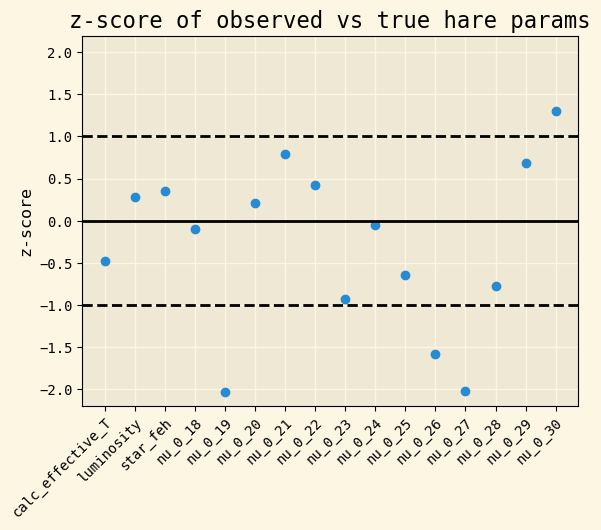 z-score of observed vs true hare params
z-score
2.0
1.5
1.0
0.5
0.0
−0.5
−1.0
−1.5
−2.0
calc_effective_T
luminosity
star_feh
nu_0_18
nu_0_19
nu_0_20
nu_0_21
nu_0_22
nu_0_23
nu_0_24
nu_0_25
nu_0_26
nu_0_27
nu_0_28
nu_0_29
nu_0_30